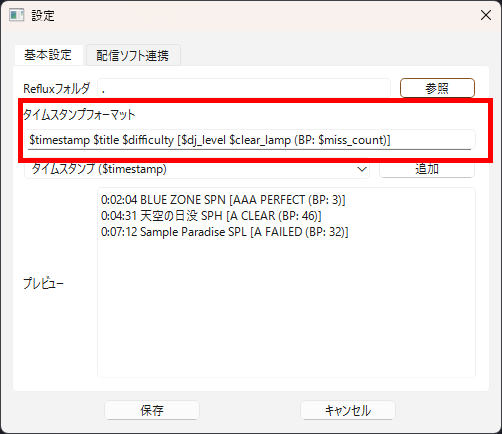 設定
基本設定
配信ソフト連携
Refluxフォルダ
.
参照
タイムスタンプフォーマット
$timestamp $title $difficulty [$dj_level $clear_lamp (BP: $miss_count)]
タイムスタンプ ($timestamp)
追加
0:02:04 BLUE ZONE SPN [AAA PERFECT (BP: 3)]
0:04:31 天空の日没 SPH [A CLEAR (BP: 46)]
0:07:12 Sample Paradise SPL [A FAILED (BP: 32)]
プレビュー
保存
キャンセル